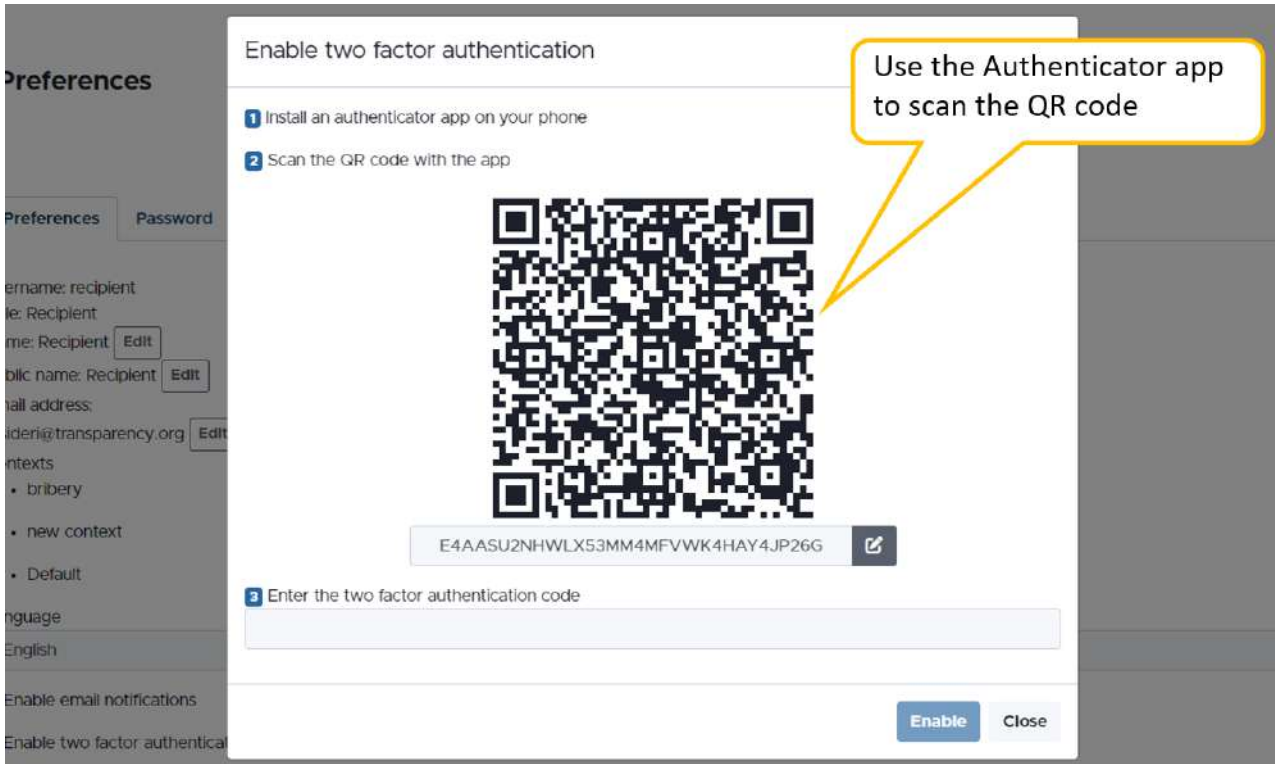 Enable two factor authentication
Use the Authenticator app
to scan the QR code
Preferences
1 Install an authenticator app on your phone
2 Scan the QR code with the app
Preferences Password
ername: recipient
le: Recipient
me: Recipient Edit
blic name: Recipient Edit
ail address:
sideri@transparency.org Edit
ntexts
• bribery
• new context
• Default
nguage
English
Enable email notifications
Enable two factor authenticat
E4AASU2NHWLX53MM4MFVWK4HAY4JP26G
3 Enter the two factor authentication code
Enable Close